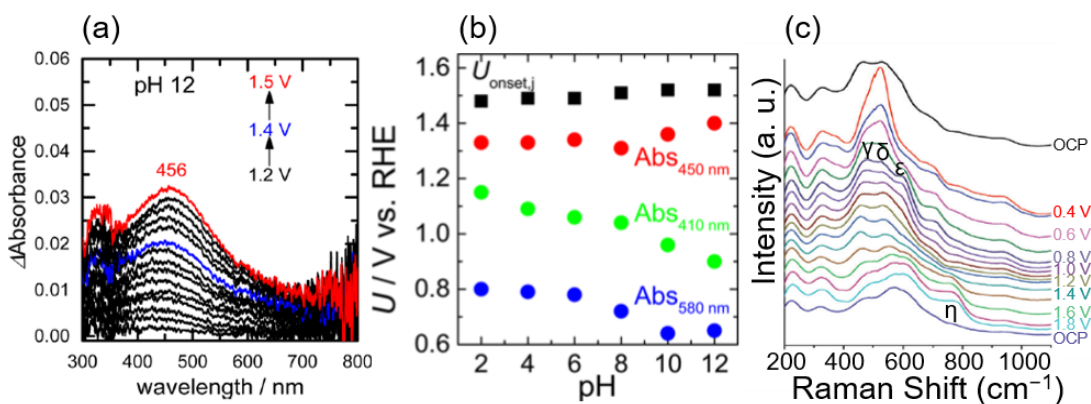 (a)
0.06
0.05
0.04
0.03
0.02
0.01
0.00
ΔAbsorbance
pH 12
1.5 V
1.4 V
1.2 V
456
300 400 500 600 700 800
wavelength / nm
(b)
1.6
1.4
1.2
1.0
0.8
0.6
U / V vs. RHE
Uonset,j
Abs450 nm
Abs410 nm
Abs580 nm
2 4 6 8 10 12
pH
(c)
Intensity (a. u.)
γ δ ε
η
OCP
0.4 V
0.6 V
0.8 V
1.0 V
1.2 V
1.4 V
1.6 V
1.8 V
OCP
200 400 600 800 1000
Raman Shift (cm⁻¹)